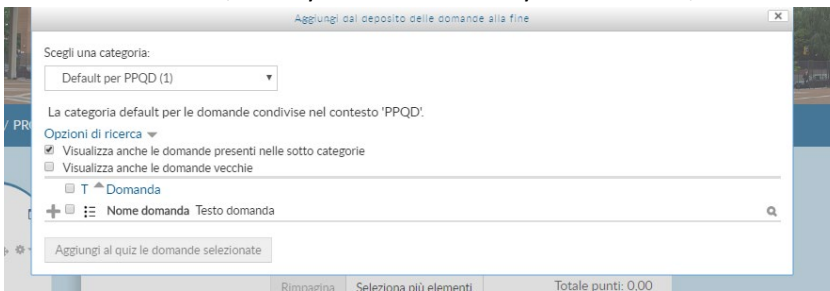 Aggiungi dal deposito delle domande alla fine
Scegli una categoria:
Default per PPQD (1)
La categoria default per le domande condivise nel contesto 'PPQD'.
Opzioni di ricerca
Visualizza anche le domande presenti nelle sotto categorie
Visualizza anche le domande vecchie
T Domanda
Nome domanda Testo domanda
Aggiungi al quiz le domande selezionate
/ PR
Rimpagina Seleziona più elementi Totale punti: 0,00